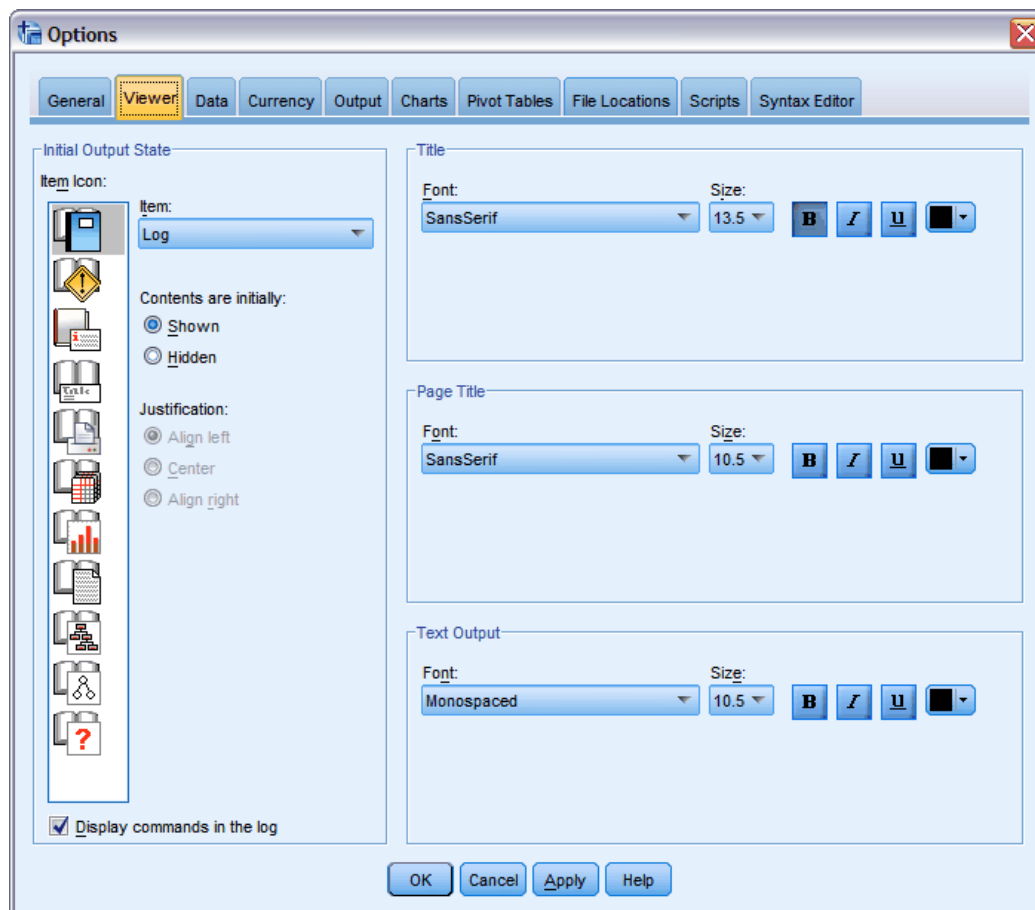 Options
General Viewer Data Currency Output Charts Pivot Tables File Locations Scripts Syntax Editor
Initial Output State
Item Icon:
Item:
Log
Contents are initially:
Shown
Hidden
Justification:
Align left
Center
Align right
Display commands in the log
Title
Font: Size:
SansSerif 13.5 B I U
Page Title
Font: Size:
SansSerif 10.5 B I U
Text Output
Font: Size:
Monospaced 10.5 B I U
Title
OK Cancel Apply Help